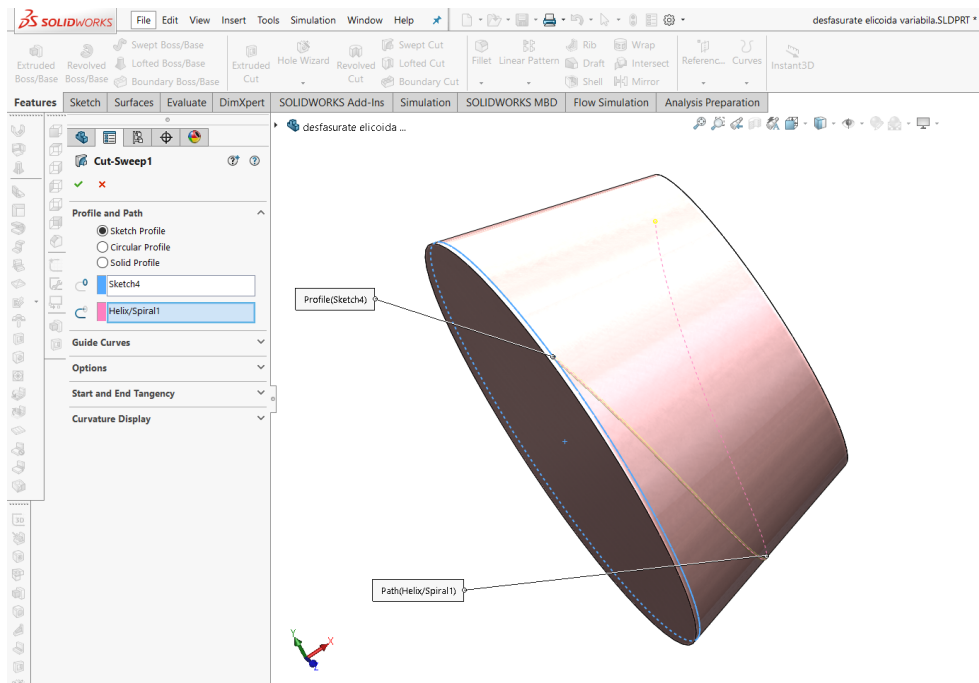 SOLIDWORKS File Edit View Insert Tools Simulation Window Help desfasurate elicoida variabila.SLDPRT *
Extruded Boss/Base Revolved Boss/Base Swept Boss/Base Lofted Boss/Base Boundary Boss/Base Extruded Cut Hole Wizard Revolved Cut Swept Cut Lofted Cut Boundary Cut Fillet Linear Pattern Rib Draft Shell Wrap Intersect Mirror Referenc... Curves Instant3D
Features Sketch Surfaces Evaluate DimXpert SOLIDWORKS Add-Ins Simulation SOLIDWORKS MBD Flow Simulation Analysis Preparation
desfasurate elicoida ...
Cut-Sweep1
Profile and Path
Sketch Profile
Circular Profile
Solid Profile
Sketch4
Helix/Spiral1
Guide Curves
Options
Start and End Tangency
Curvature Display
Profile(Sketch4)
Path(Helix/Spiral1)
Y
X
Z
3D